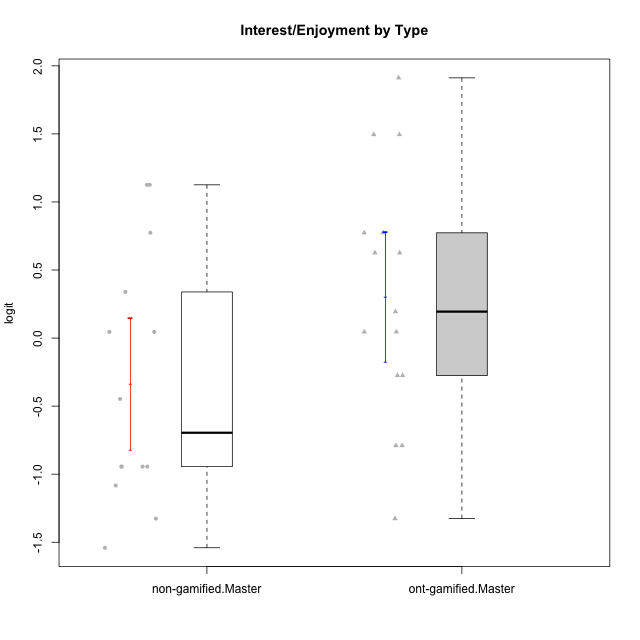 Interest/Enjoyment by Type
2.0
1.5
1.0
0.5
0.0
-0.5
-1.0
-1.5
logit
non-gamified.Master
ont-gamified.Master